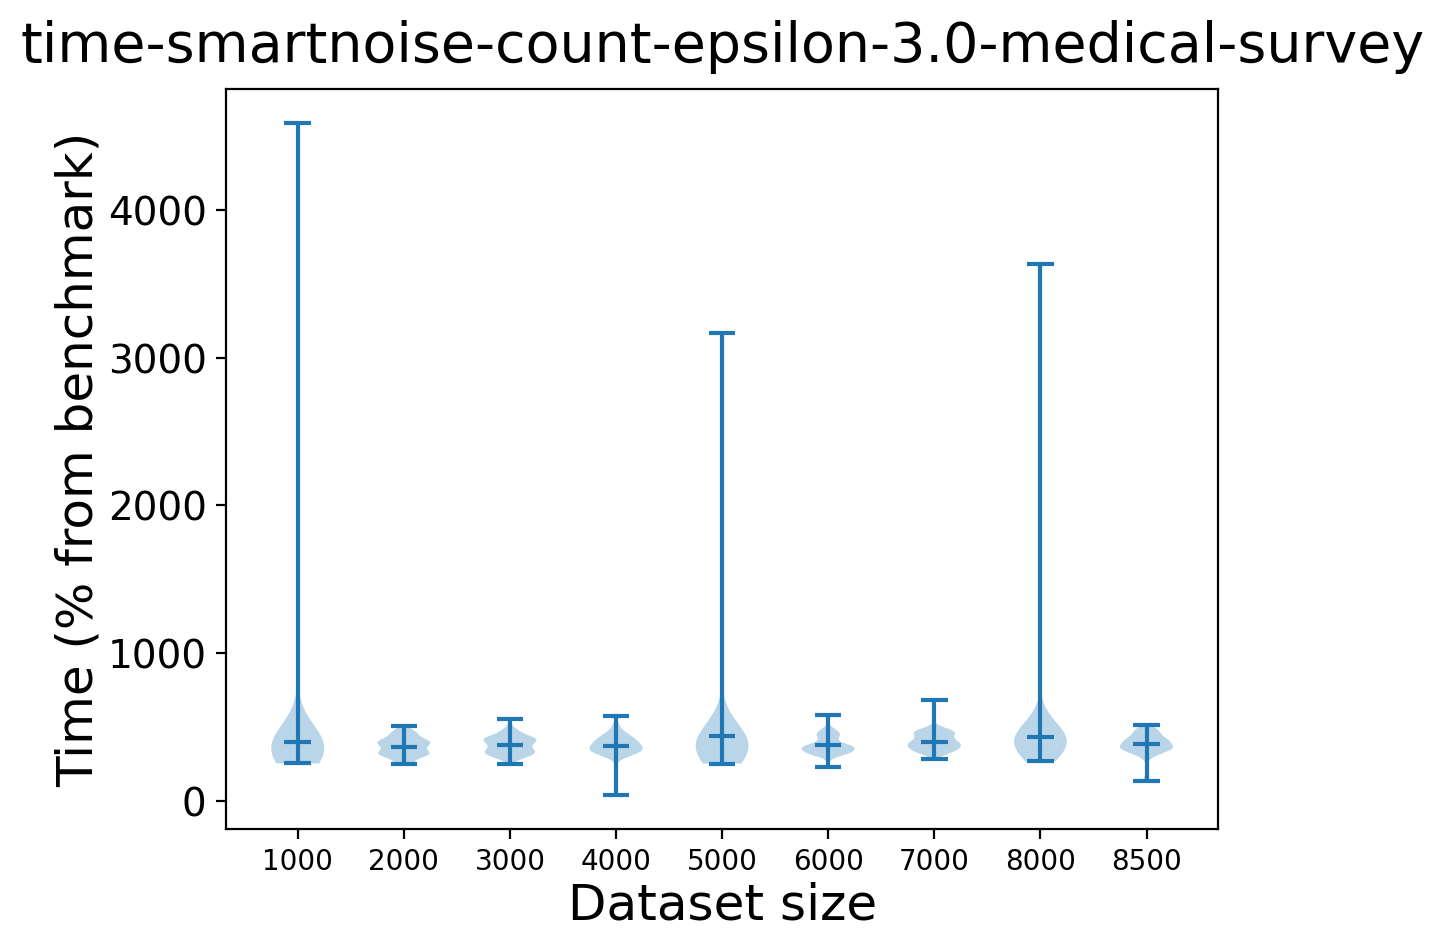 time-smartnoise-count-epsilon-3.0-medical-survey
Time (% from benchmark)
4000
3000
2000
1000
0
1000 2000 3000 4000 5000 6000 7000 8000 8500
Dataset size